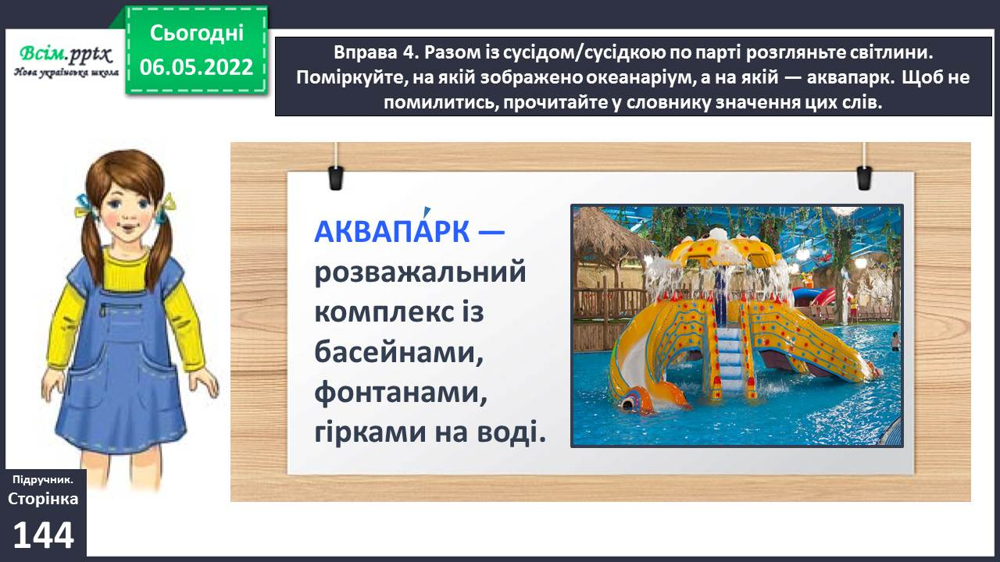 Всім.pptx
Нова українська школа
Сьогодні
06.05.2022
Вправа 4. Разом із сусідом/сусідкою по парті розгляньте світлини.
Поміркуйте, на якій зображено океанаріум, а на якій — аквапарк. Щоб не
помилитись, прочитайте у словнику значення цих слів.
АКВАПА́РК —
розважальний
комплекс із
басейнами,
фонтанами,
гірками на воді.
Підручник.
Сторінка
144